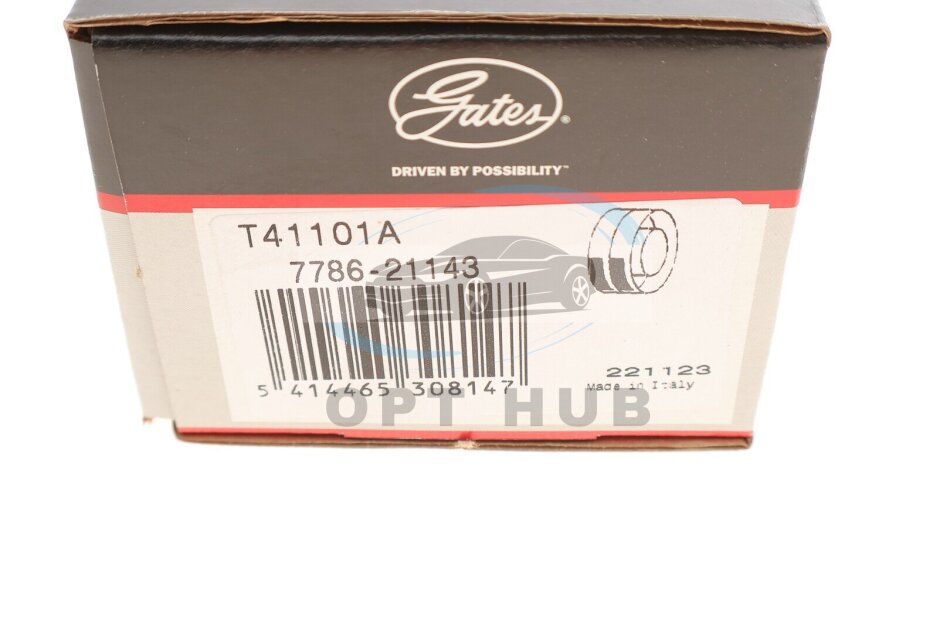 Gates®
DRIVEN BY POSSIBILITY™
T41101A
7786-21143
5 414465 308147
221123
Made in Italy
OPT HUB